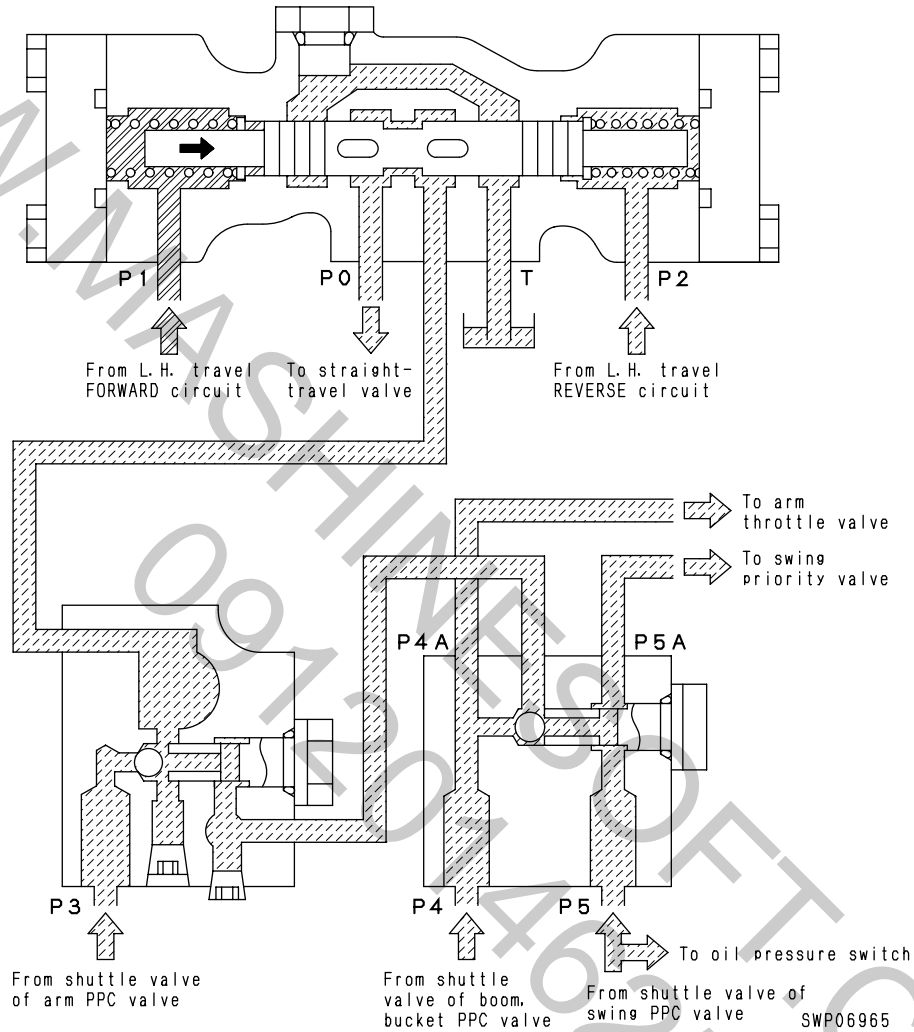 P1
P0
T
P2
From L.H. travel
FORWARD circuit
To straight-
travel valve
From L.H. travel
REVERSE circuit
To arm
throttle valve
To swing
priority valve
P4A
P5A
P3
P4
P5
To oil pressure switch
From shuttle valve
of arm PPC valve
From shuttle
valve of boom,
bucket PPC valve
From shuttle valve of
swing PPC valve
SWP06965